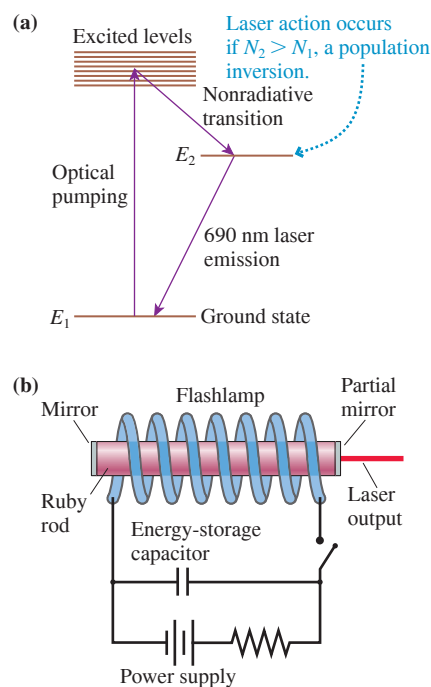 (a)
Excited levels
Laser action occurs
if N₂ > N₁, a population
inversion.
Nonradiative
transition
E₂
Optical
pumping
690 nm laser
emission
E₁
Ground state
(b)
Mirror
Flashlamp
Partial
mirror
Ruby
rod
Laser
output
Energy-storage
capacitor
Power supply